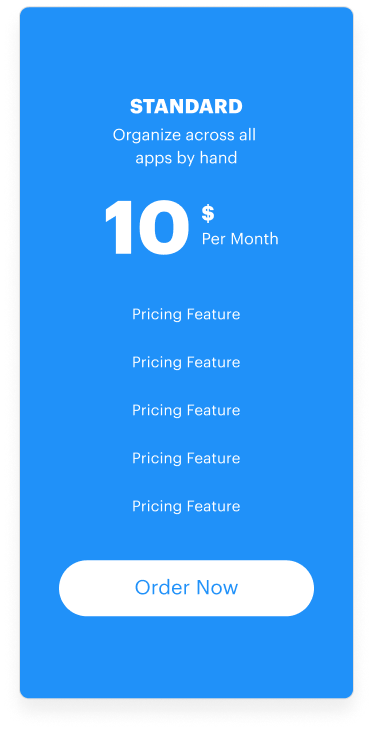 STANDARD
Organize across all
apps by hand
10 $
Per Month
Pricing Feature
Pricing Feature
Pricing Feature
Pricing Feature
Pricing Feature
Order Now